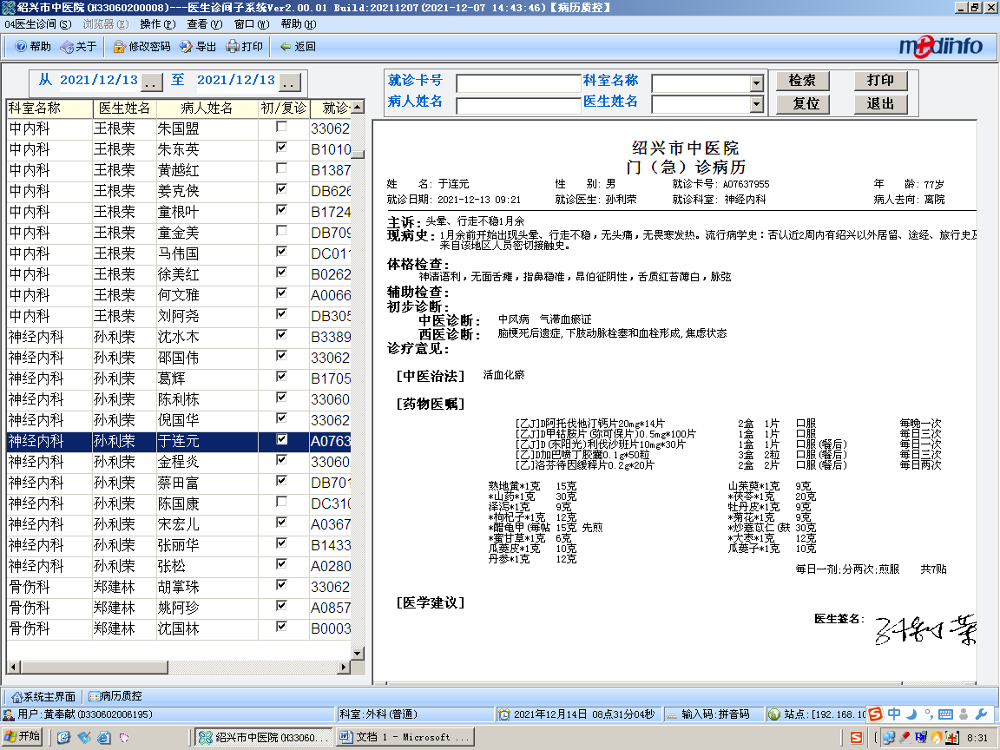 绍兴市中医院(H33060200008)---医生诊间子系统Ver2.00.01 Build:20211207(2021-12-07 14:43:46)【病历质控】
04医生诊间(S) 浏览器(E) 操作(P) 查看(V) 窗口(W) 帮助(H)
帮助 关于 修改密码 导出 打印 返回 medinfo
从 2021/12/13 .. 至 2021/12/13 ..
就诊卡号 科室名称 检索 打印
病人姓名 医生姓名 复位 退出
科室名称 医生姓名 病人姓名 初/复诊 就诊
中内科 王根荣 朱国盟 33062
中内科 王根荣 朱东英 B1010
中内科 王根荣 黄越红 B1387
中内科 王根荣 姜克侠 DB626
中内科 王根荣 童根叶 B1724
中内科 王根荣 童金美 DB709
中内科 王根荣 马伟国 DC011
中内科 王根荣 徐美红 B0262
中内科 王根荣 何文雅 A0066
中内科 王根荣 刘阿尧 DB305
神经内科 孙利荣 沈水木 B3389
神经内科 孙利荣 邵国伟 33062
神经内科 孙利荣 葛辉 B1705
神经内科 孙利荣 陈利栋 33060
神经内科 孙利荣 倪国华 33062
神经内科 孙利荣 于连元 A0763
神经内科 孙利荣 金程炎 33060
神经内科 孙利荣 蔡田富 DB701
神经内科 孙利荣 陈国康 DC310
神经内科 孙利荣 宋宏儿 A0367
神经内科 孙利荣 张丽华 B1433
神经内科 孙利荣 张松 A0280
骨伤科 郑建林 胡掌珠 33062
骨伤科 郑建林 姚阿珍 A0857
骨伤科 郑建林 沈国林 B0003
绍兴市中医院
门（急）诊病历
姓 名: 于连元 性 别: 男 就诊卡号: A07637955 年 龄: 77岁
就诊日期: 2021-12-13 09:21 就诊医生: 孙利荣 就诊科室: 神经内科 病人去向: 离院
主诉: 头晕、行走不稳1月余
现病史: 1月余前开始出现头晕、行走不稳，无头痛，无畏寒发热。流行病学史：否认近2周内有绍兴以外居留、途经、旅行史及
来自该地区人员密切接触史。
体格检查:
神清语利，无面舌瘫，指鼻稳准，昂伯征阴性，舌质红苔薄白，脉弦
辅助检查:
初步诊断:
中医诊断: 中风病 气滞血瘀证
西医诊断: 脑梗死后遗症,下肢动脉栓塞和血栓形成,焦虑状态
诊疗意见:
[中医治法] 活血化瘀
[药物医嘱]
[乙J]D阿托伐他汀钙片20mg*14片 2盒 1片 口服 每晚一次
[乙J]D甲钴胺片(弥可保片)0.5mg*100片 1盒 1片 口服 每日三次
[乙J]D(东阳光)利伐沙班片10mg*30片 1盒 1片 口服(餐后) 每日一次
[乙]D加巴喷丁胶囊0.1g*50粒 3盒 2粒 口服(餐后) 每日三次
[乙]洛芬待因缓释片0.2g*20片 2盒 2片 口服(餐后) 每日两次
熟地黄*1克 15克 山茱萸*1克 9克
*山药*1克 30克 *茯苓*1克 20克
泽泻*1克 9克 牡丹皮*1克 9克
*枸杞子*1克 12克 *菊花*1克 9克
*醋龟甲(每帖 15克 先煎 *炒薏苡仁(麸 30克
*蜜甘草*1克 6克 *大枣*1克 12克
瓜蒌皮*1克 10克 瓜蒌子*1克 10克
丹参*1克 12克
每日一剂;分两次;煎服 共7贴
[医学建议]
医生签名: 孙利荣
系统主界面 病历质控
用户:黄奉献(D330602006195) 科室:外科(普通) 2021年12月14日 08点31分04秒 输入码:拼音码 站点:[192.168.10 中
开始 绍兴市中医院(H33060... 文档 1 - Microsoft ... 8:31